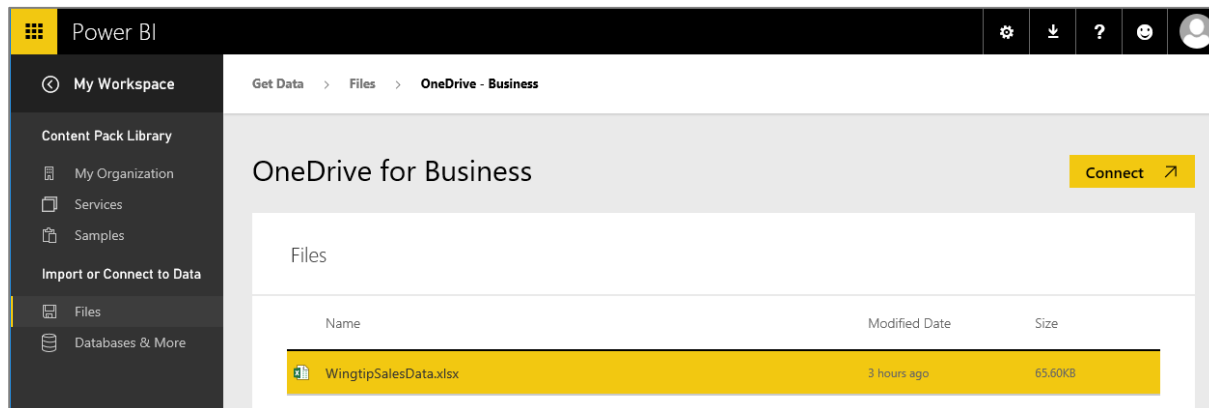 Power BI
?
My Workspace
Get Data > Files > OneDrive - Business
Content Pack Library
My Organization
Services
Samples
Import or Connect to Data
Files
Databases & More
OneDrive for Business
Connect
Files
Name Modified Date Size
WingtipSalesData.xlsx 3 hours ago 65.60KB